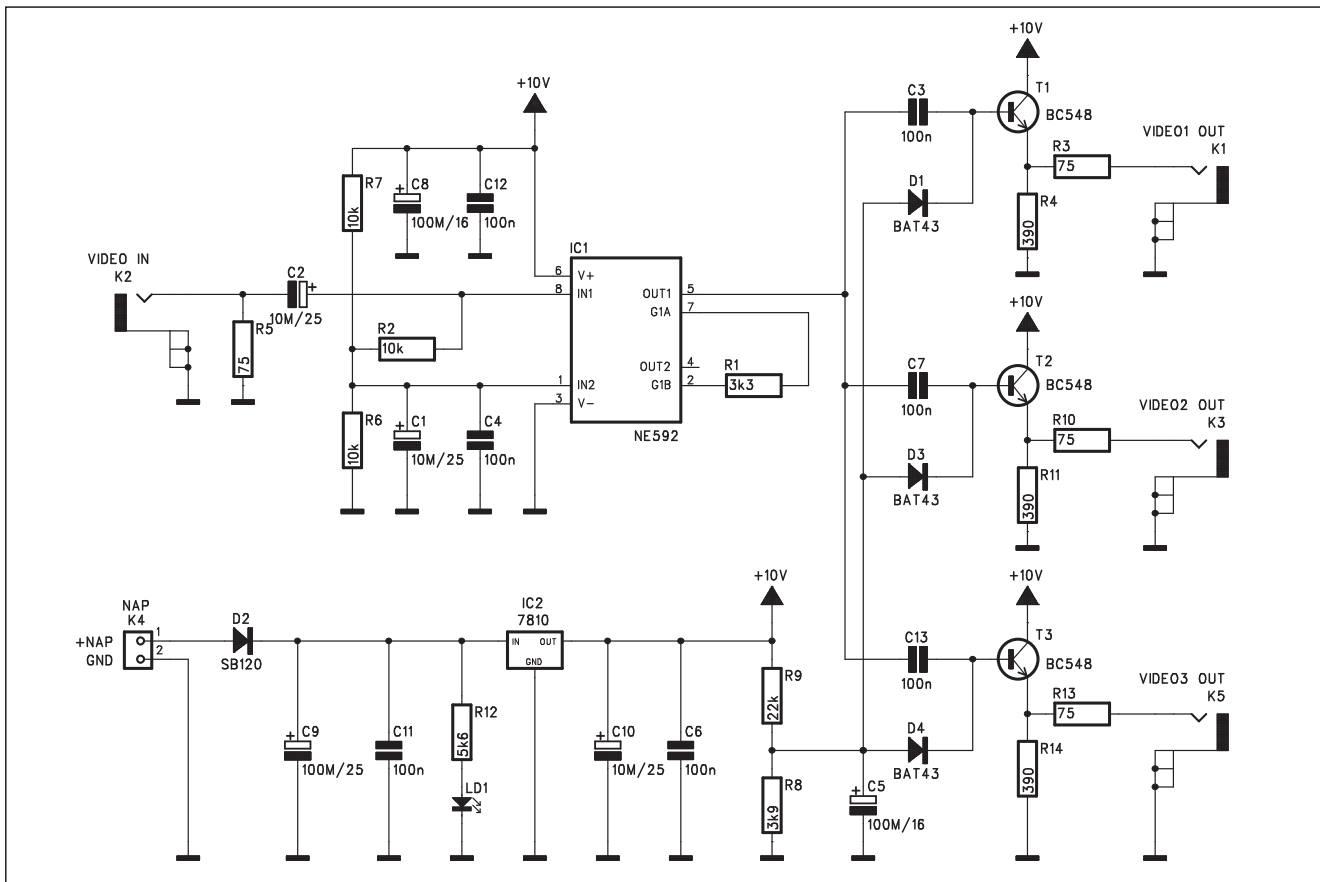 +10V
T1
C3
BC548
100n
VIDEO1 OUT
K1
R3
75
D1
BAT43
R4
390
+10V
R7
10k
C8
+
100M/16
C12
100n
IC1
6 V+
8 IN1
1 IN2
3 V-
OUT1 5
G1A 7
OUT2 4
G1B 2
NE592
R1
3k3
VIDEO IN
K2
C2
+
10M/25
R5
75
R2
10k
R6
10k
C1
+
10M/25
C4
100n
+10V
T2
C7
BC548
100n
VIDEO2 OUT
K3
R10
75
D3
BAT43
R11
390
NAP
K4
+NAP
GND
1
2
D2
SB120
IC2
7810
IN OUT
GND
+10V
R9
22k
R12
5k6
C9
+
100M/25
C11
100n
LD1
C10
+
10M/25
C6
100n
R8
3k9
C5
+
100M/16
+10V
T3
C13
BC548
100n
VIDEO3 OUT
K5
R13
75
D4
BAT43
R14
390